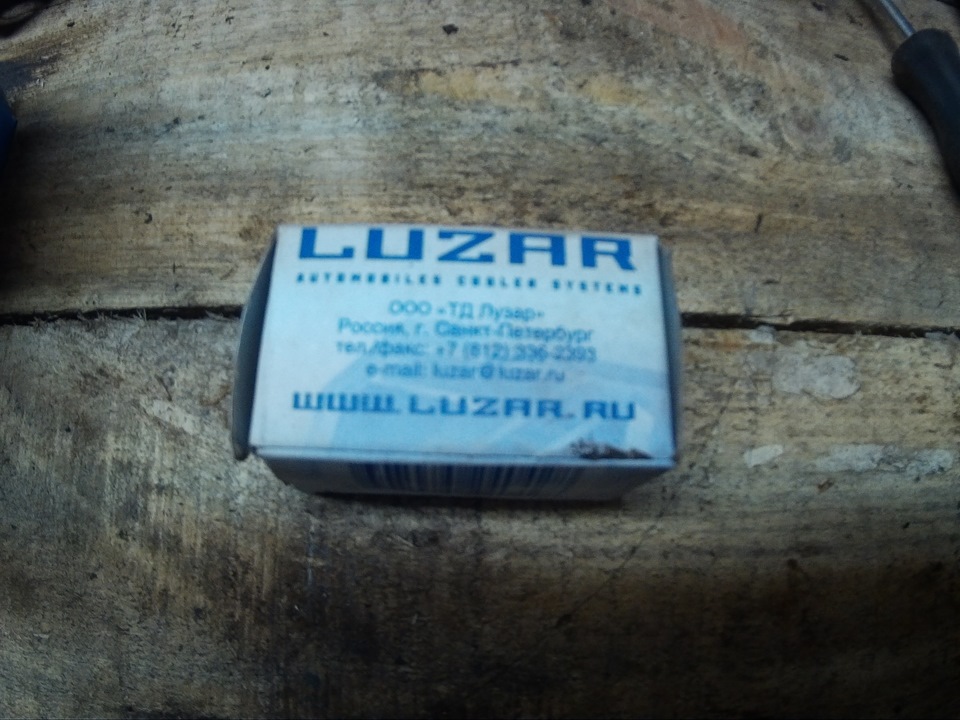 LUZAR
AUTOMOBILES COOLER SYSTEMS
ООО «ТД Лузар»
Россия, г. Санкт-Петербург
тел./факс: +7 (812) 336-2393
e-mail: luzar@luzar.ru
WWW.LUZAR.RU